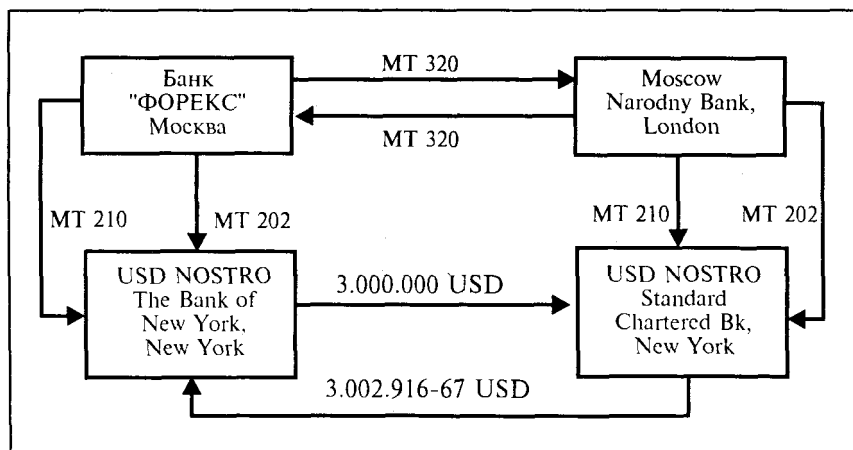 Банк
"ФОРЕКС"
Москва
MT 320
Moscow
Narodny Bank,
London
MT 320
MT 210
MT 202
MT 210
MT 202
USD NOSTRO
The Bank of
New York,
New York
3.000.000 USD
USD NOSTRO
Standard
Chartered Bk,
New York
3.002.916-67 USD